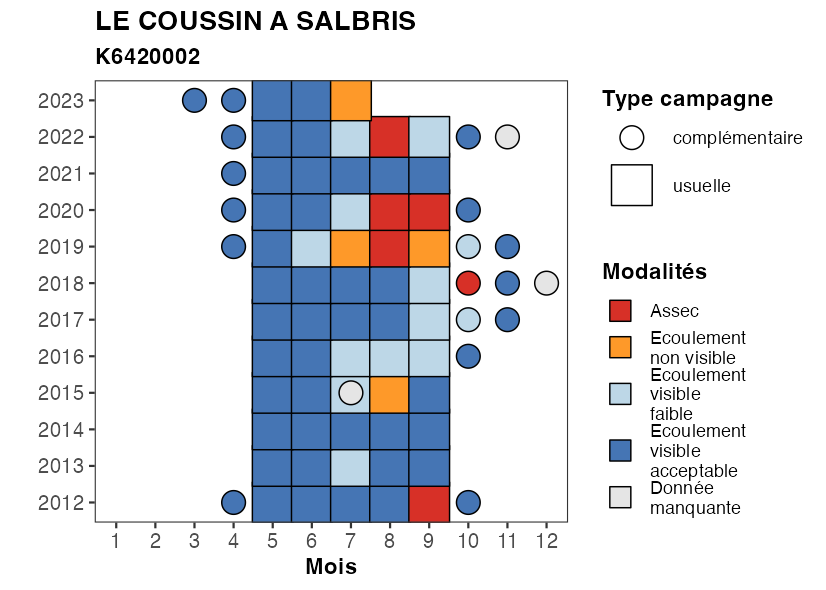 LE COUSSIN A SALBRIS
K6420002
2023
2022
2021
2020
2019
2018
2017
2016
2015
2014
2013
2012
1 2 3 4 5 6 7 8 9 10 11 12
Mois
Type campagne
complémentaire
usuelle
Modalités
Assec
Ecoulement
non visible
Ecoulement
visible
faible
Ecoulement
visible
acceptable
Donnée
manquante